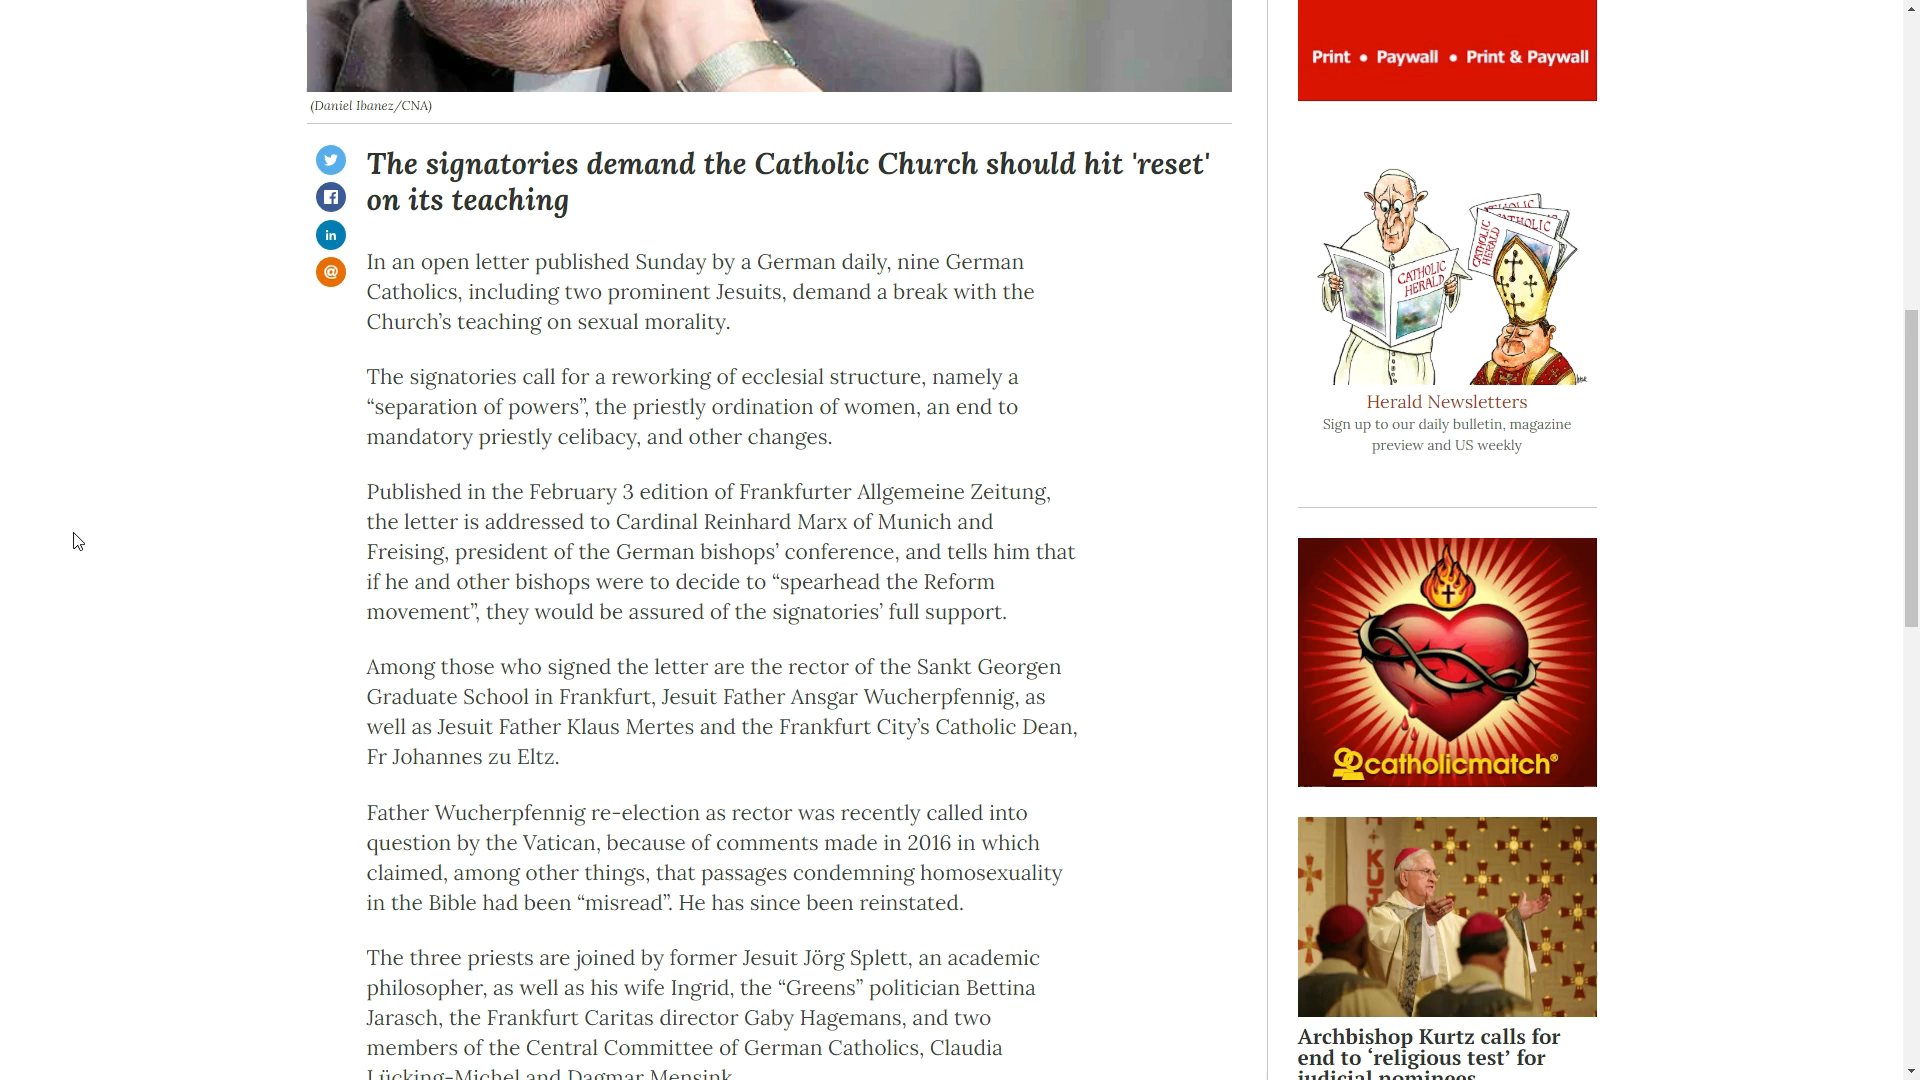 (Daniel Ibanez/CNA)
The signatories demand the Catholic Church should hit 'reset'
on its teaching
In an open letter published Sunday by a German daily, nine German
Catholics, including two prominent Jesuits, demand a break with the
Church’s teaching on sexual morality.
The signatories call for a reworking of ecclesial structure, namely a
“separation of powers”, the priestly ordination of women, an end to
mandatory priestly celibacy, and other changes.
Published in the February 3 edition of Frankfurter Allgemeine Zeitung,
the letter is addressed to Cardinal Reinhard Marx of Munich and
Freising, president of the German bishops’ conference, and tells him that
if he and other bishops were to decide to “spearhead the Reform
movement”, they would be assured of the signatories’ full support.
Among those who signed the letter are the rector of the Sankt Georgen
Graduate School in Frankfurt, Jesuit Father Ansgar Wucherpfennig, as
well as Jesuit Father Klaus Mertes and the Frankfurt City’s Catholic Dean,
Fr Johannes zu Eltz.
Father Wucherpfennig re-election as rector was recently called into
question by the Vatican, because of comments made in 2016 in which
claimed, among other things, that passages condemning homosexuality
in the Bible had been “misread”. He has since been reinstated.
The three priests are joined by former Jesuit Jörg Splett, an academic
philosopher, as well as his wife Ingrid, the “Greens” politician Bettina
Jarasch, the Frankfurt Caritas director Gaby Hagemans, and two
members of the Central Committee of German Catholics, Claudia
Lücking-Michel and Dagmar Mensink.
Print • Paywall • Print & Paywall
CATHOLIC
CATHOLIC
CATHOLIC
HERALD
CATHOLIC
HERALD
Herald Newsletters
Sign up to our daily bulletin, magazine
preview and US weekly
catholicmatch®
Archbishop Kurtz calls for
end to ‘religious test’ for
judicial nominees